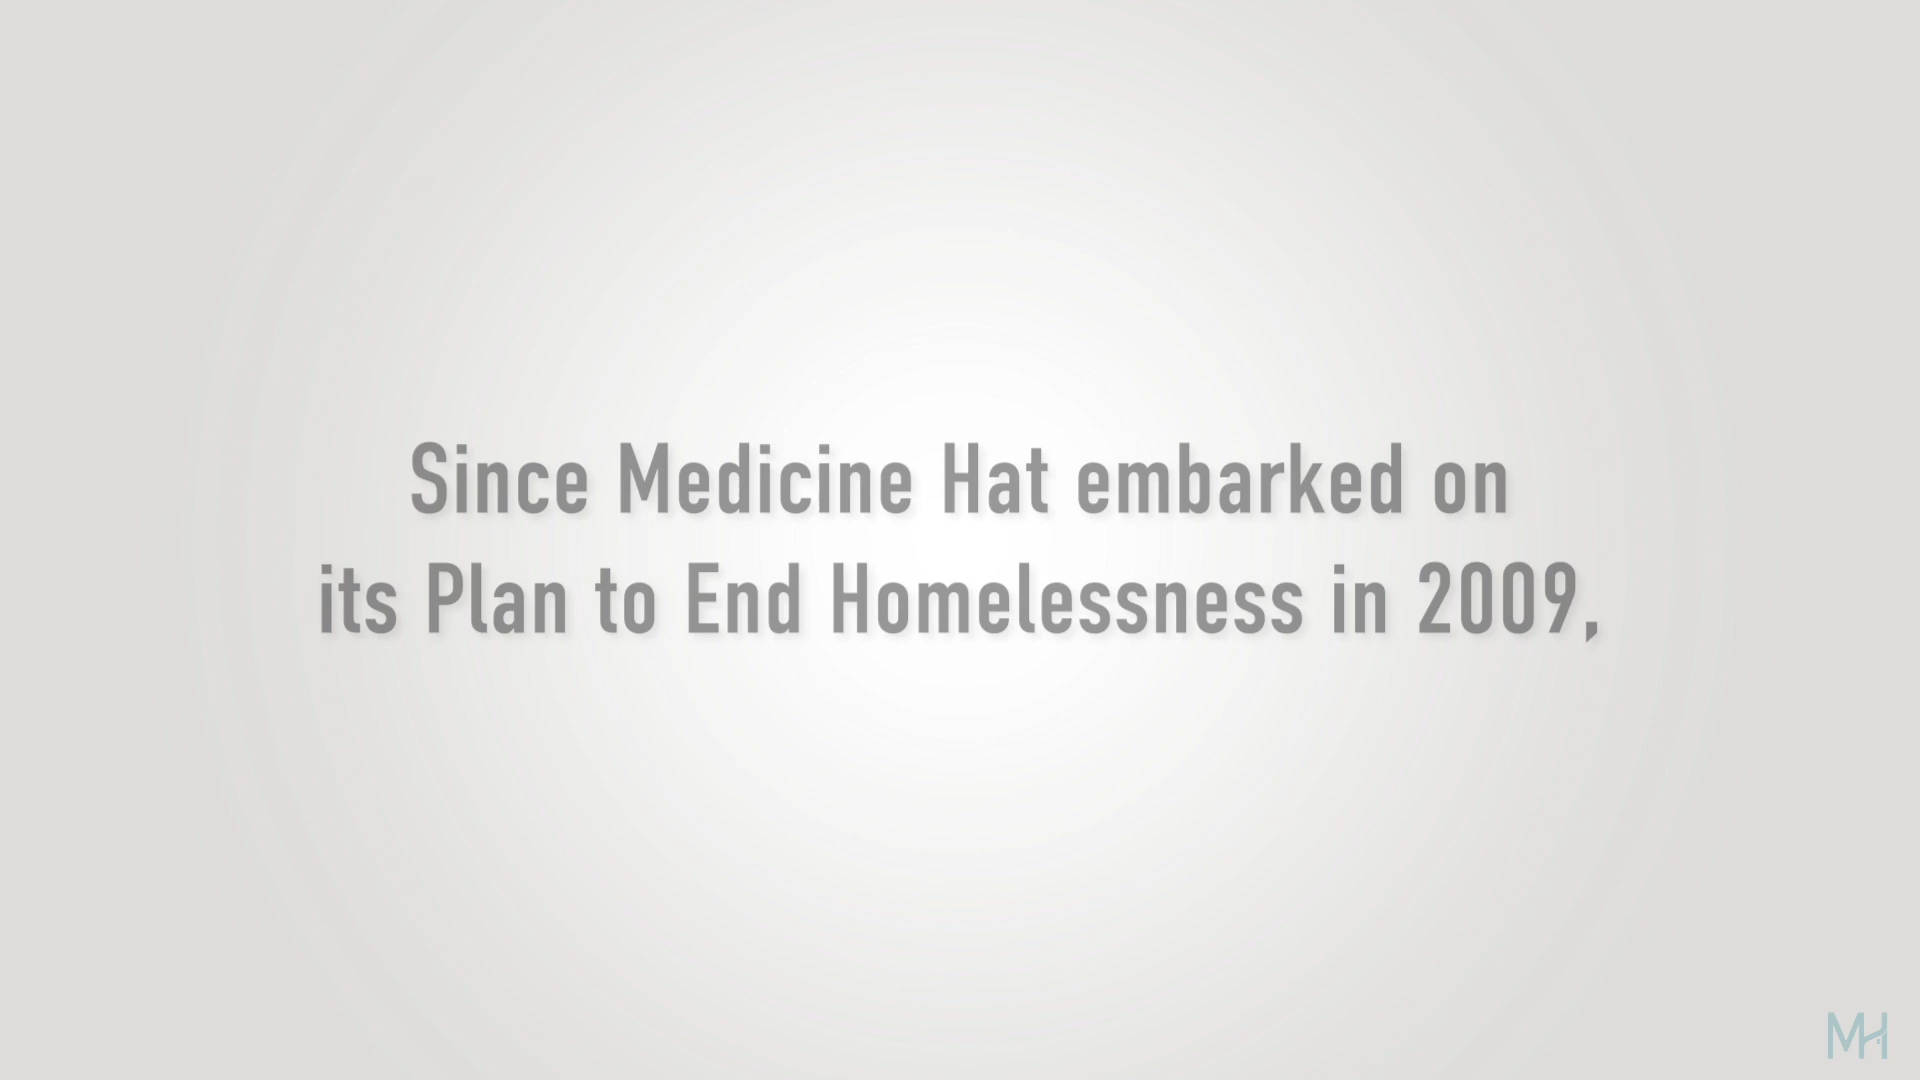 Since Medicine Hat embarked on
its Plan to End Homelessness in 2009,
MH